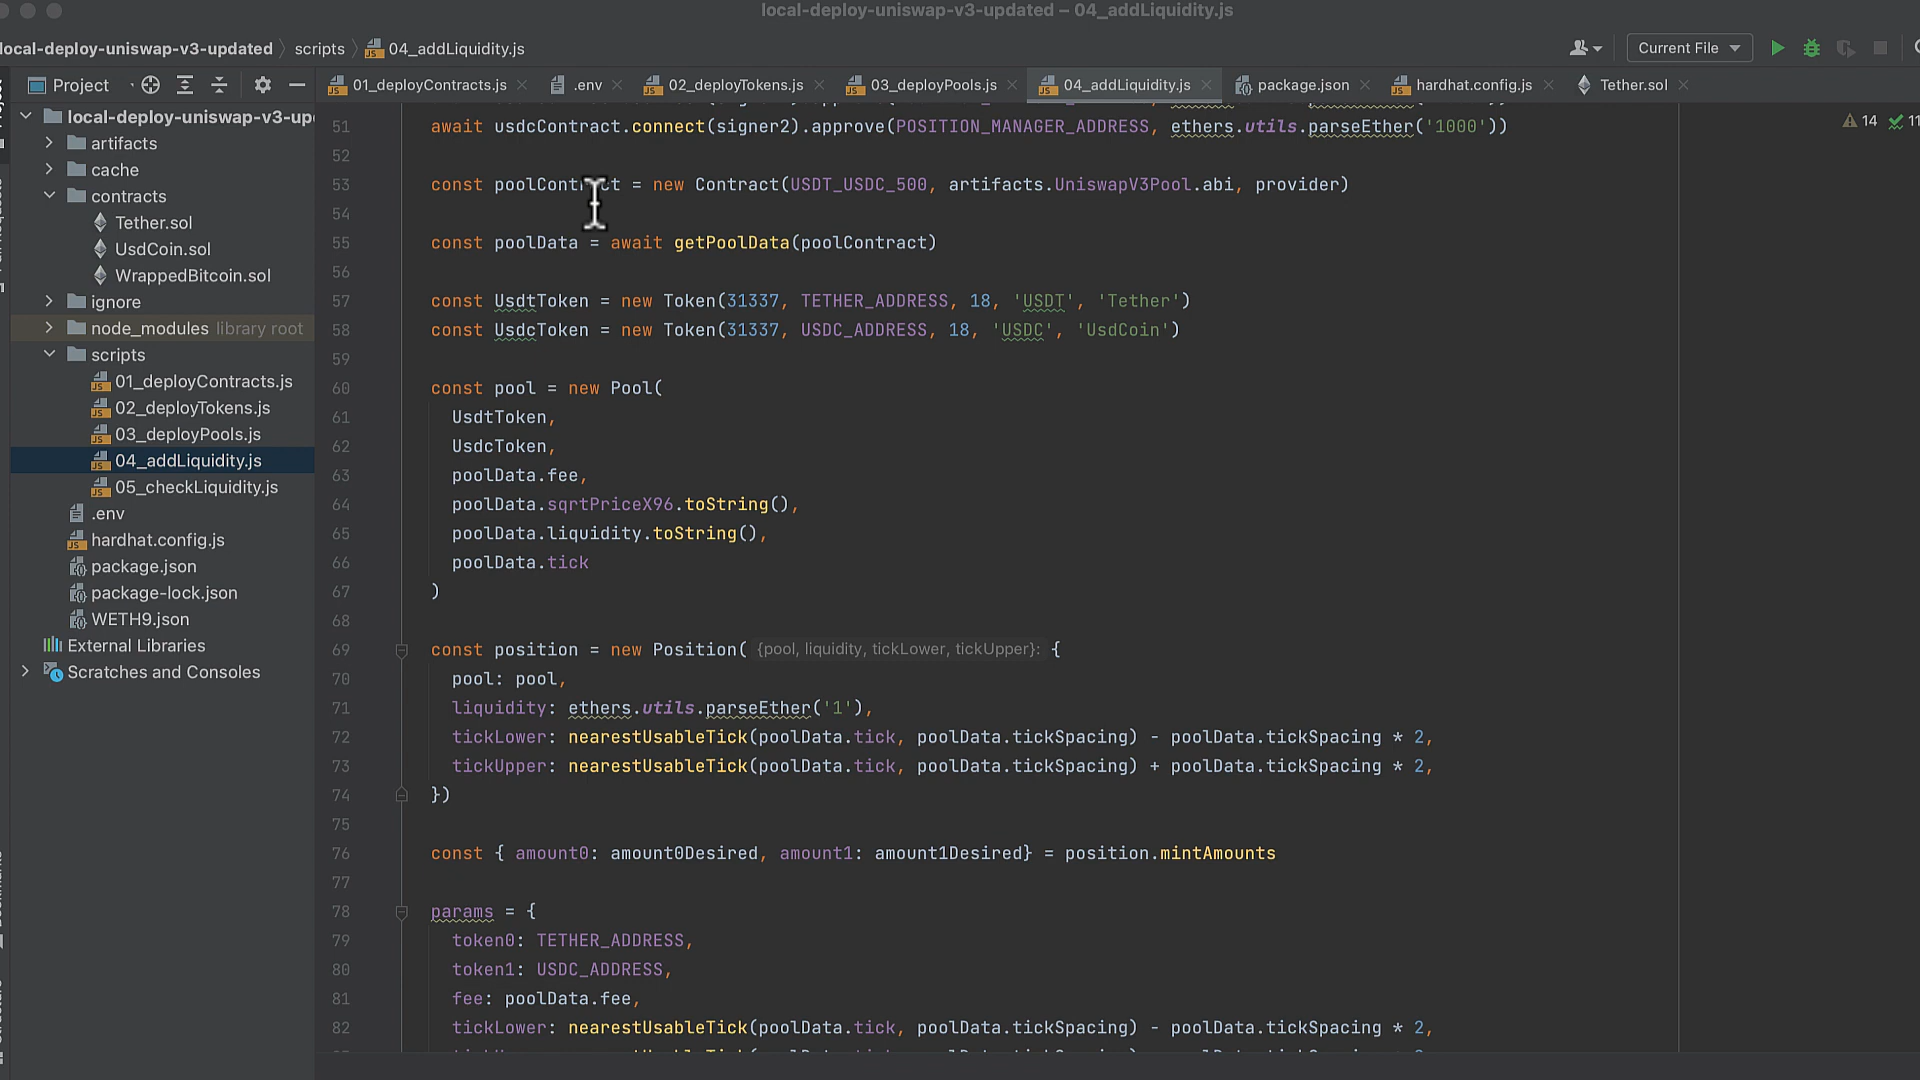 local-deploy-uniswap-v3-updated – 04_addLiquidity.js
local-deploy-uniswap-v3-updated
scripts
04_addLiquidity.js
Current File
Project
01_deployContracts.js
.env
02_deployTokens.js
03_deployPools.js
04_addLiquidity.js
package.json
hardhat.config.js
Tether.sol
local-deploy-uniswap-v3-up
artifacts
cache
contracts
Tether.sol
UsdCoin.sol
WrappedBitcoin.sol
ignore
node_modules library root
scripts
01_deployContracts.js
02_deployTokens.js
03_deployPools.js
04_addLiquidity.js
05_checkLiquidity.js
.env
hardhat.config.js
package.json
package-lock.json
WETH9.json
External Libraries
Scratches and Consoles
14 11
51 await usdcContract.connect(signer2).approve(POSITION_MANAGER_ADDRESS, ethers.utils.parseEther('1000'))
52
53 const poolContract = new Contract(USDT_USDC_500, artifacts.UniswapV3Pool.abi, provider)
54
55 const poolData = await getPoolData(poolContract)
56
57 const UsdtToken = new Token(31337, TETHER_ADDRESS, 18, 'USDT', 'Tether')
58 const UsdcToken = new Token(31337, USDC_ADDRESS, 18, 'USDC', 'UsdCoin')
59
60 const pool = new Pool(
61 UsdtToken,
62 UsdcToken,
63 poolData.fee,
64 poolData.sqrtPriceX96.toString(),
65 poolData.liquidity.toString(),
66 poolData.tick
67 )
68
69 const position = new Position( {pool, liquidity, tickLower, tickUpper}: {
70 pool: pool,
71 liquidity: ethers.utils.parseEther('1'),
72 tickLower: nearestUsableTick(poolData.tick, poolData.tickSpacing) - poolData.tickSpacing * 2,
73 tickUpper: nearestUsableTick(poolData.tick, poolData.tickSpacing) + poolData.tickSpacing * 2,
74 })
75
76 const { amount0: amount0Desired, amount1: amount1Desired} = position.mintAmounts
77
78 params = {
79 token0: TETHER_ADDRESS,
80 token1: USDC_ADDRESS,
81 fee: poolData.fee,
82 tickLower: nearestUsableTick(poolData.tick, poolData.tickSpacing) - poolData.tickSpacing * 2,